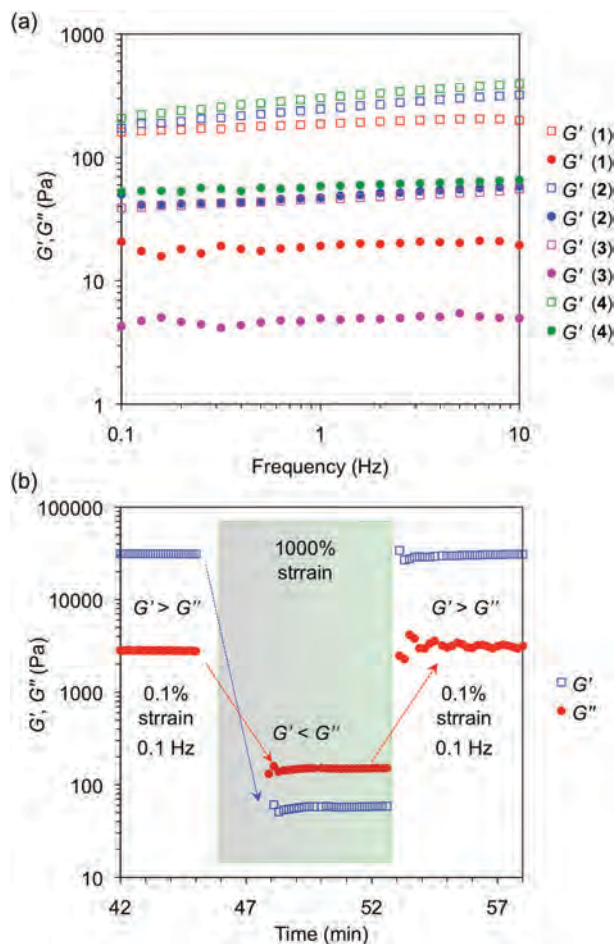 (a)
1000
100
10
1
G′,G″ (Pa)
0.1 1 10
Frequency (Hz)
G′ (1)
G′ (1)
G′ (2)
G′ (2)
G′ (3)
G′ (3)
G′ (4)
G′ (4)
(b)
100000
10000
1000
100
10
G′, G″ (Pa)
1000%
strrain
G′ > G″
G′ > G″
0.1%
strrain
0.1 Hz
G′ < G″
0.1%
strrain
0.1 Hz
G′
G″
42 47 52 57
Time (min)